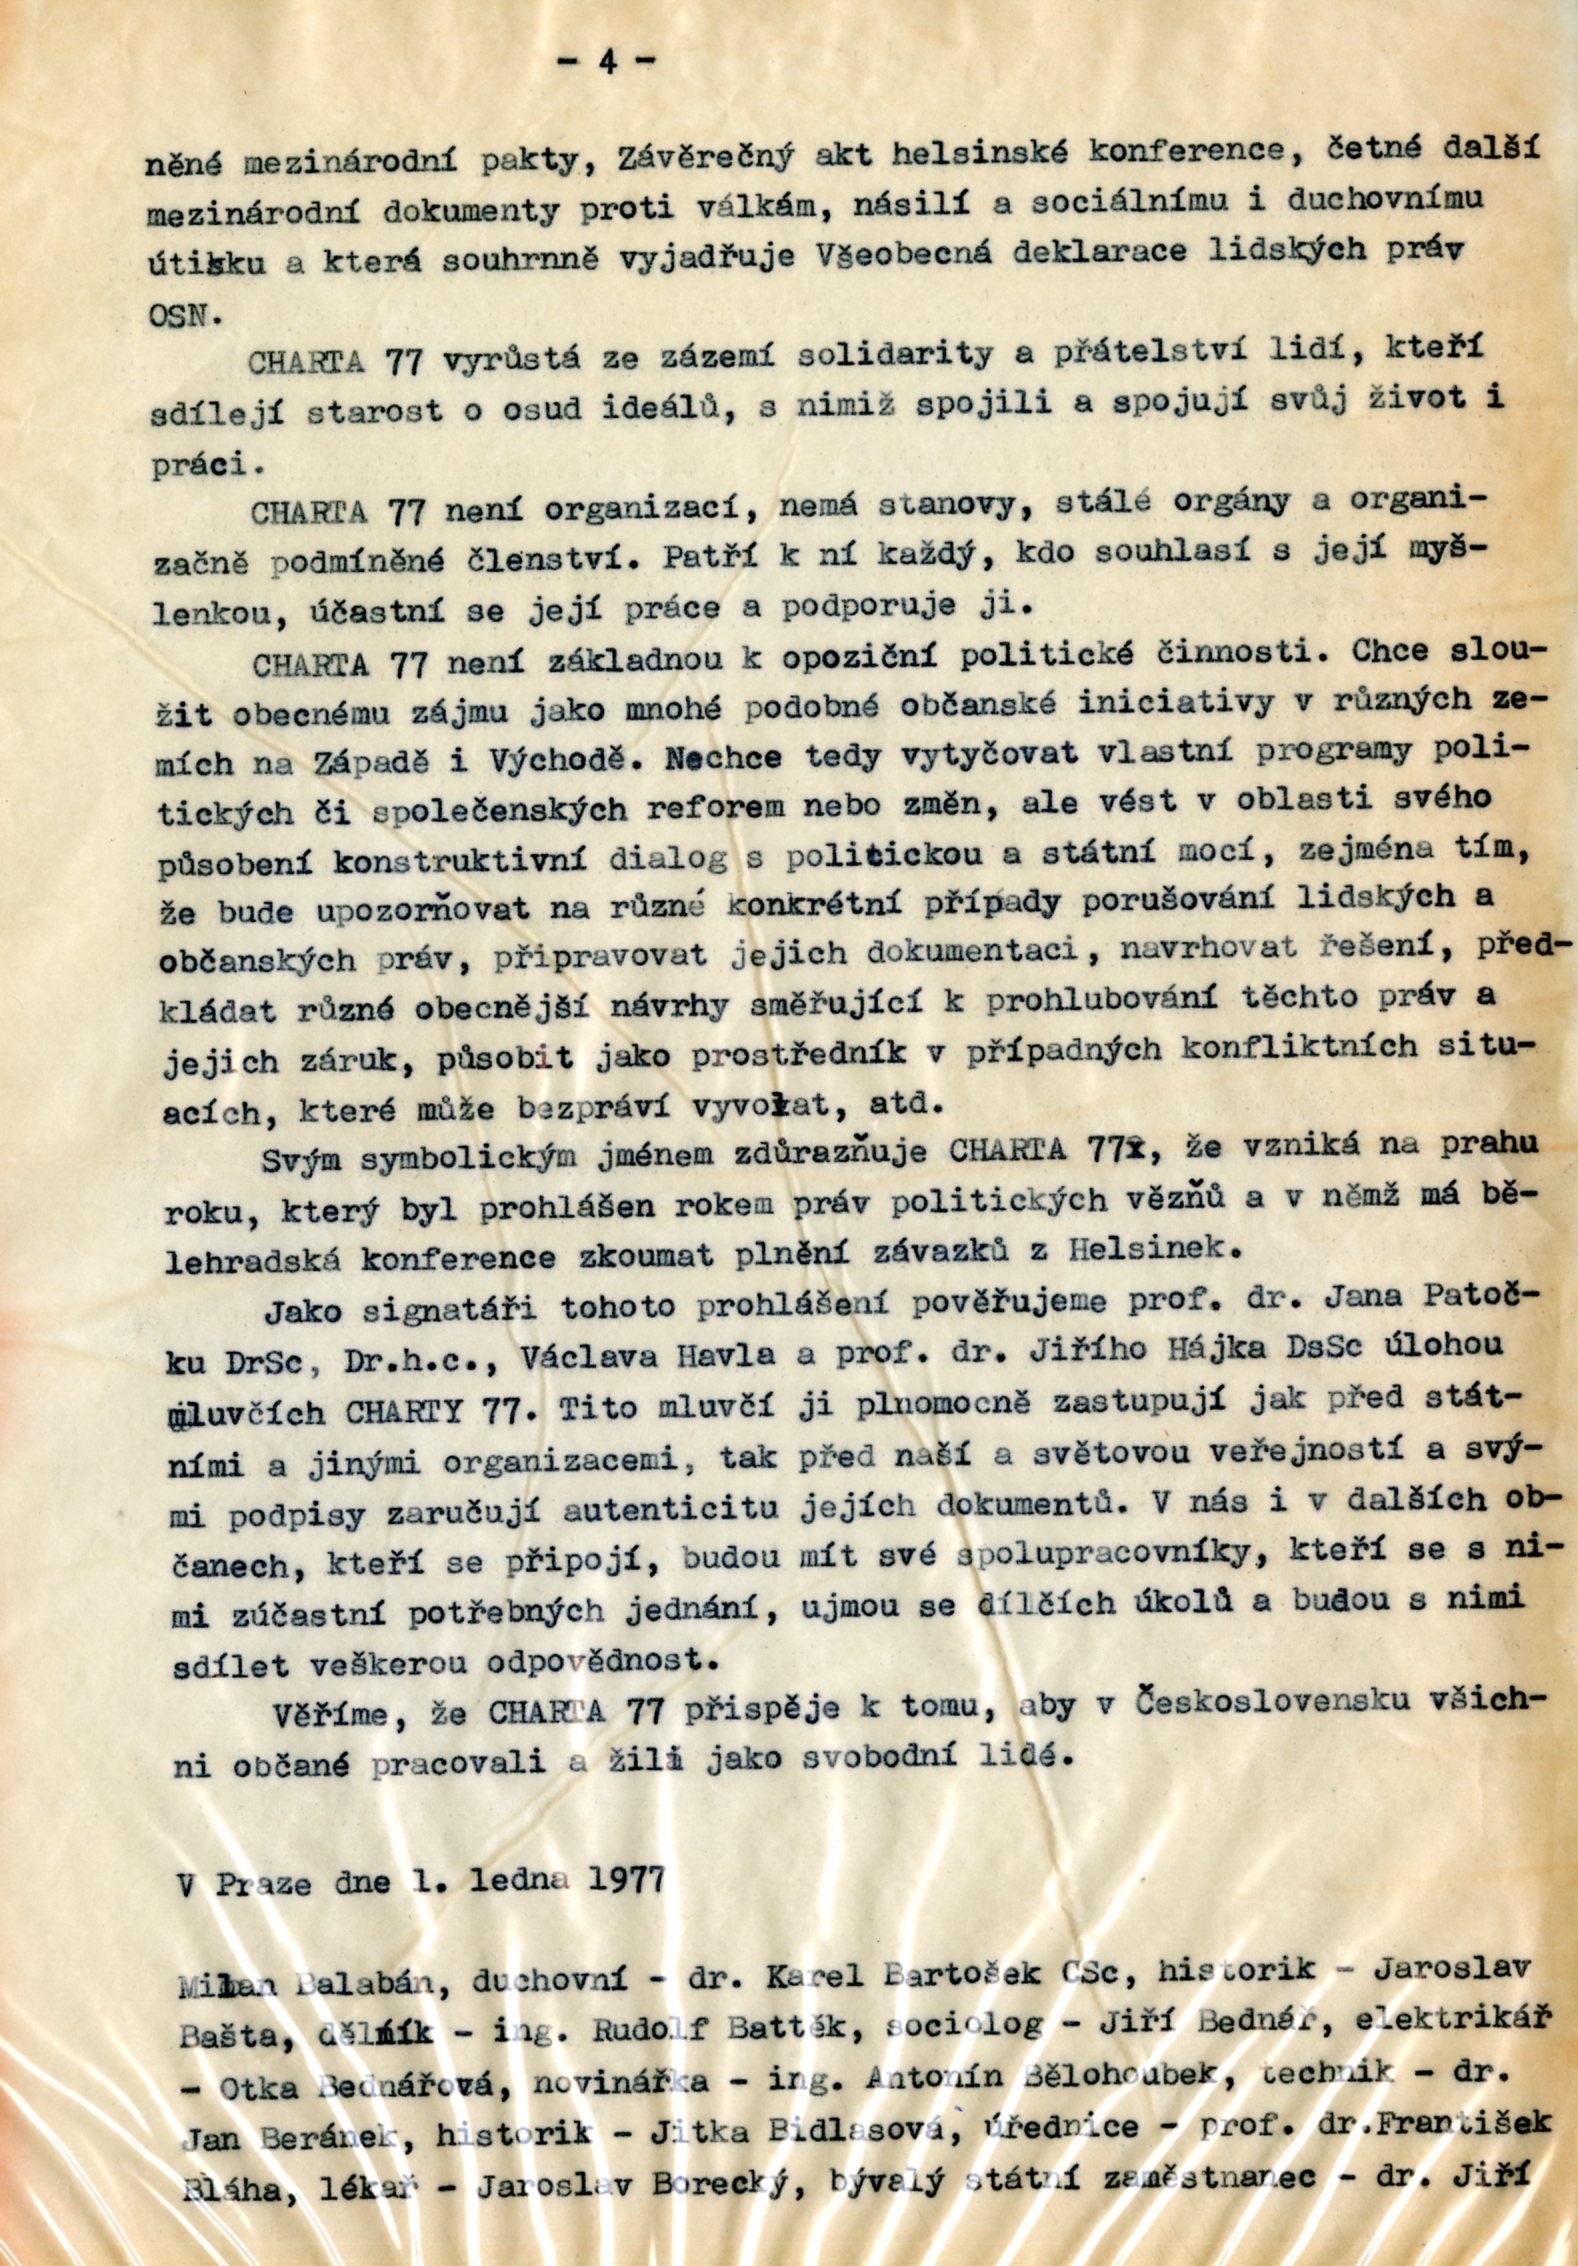 - 4 -
něné mezinárodní pakty, Závěrečný akt helsinské konference, četné další
mezinárodní dokumenty proti válkám, násilí a sociálnímu i duchovnímu
útisku a která souhrnně vyjadřuje Všeobecná deklarace lidských práv
OSN.
CHARTA 77 vyrůstá ze zázemí solidarity a přátelství lidí, kteří
sdílejí starost o osud ideálů, s nimiž spojili a spojují svůj život i
práci.
CHARTA 77 není organizací, nemá stanovy, stálé orgány a organi-
začně podmíněné členství. Patří k ní každý, kdo souhlasí s její myš-
lenkou, účastní se její práce a podporuje ji.
CHARTA 77 není základnou k opoziční politické činnosti. Chce slou-
žit obecnému zájmu jako mnohé podobné občanské iniciativy v různých ze-
mích na Západě i Východě. Nechce tedy vytyčovat vlastní programy poli-
tických či společenských reforem nebo změn, ale vést v oblasti svého
působení konstruktivní dialog s politickou a státní mocí, zejména tím,
že bude upozorňovat na různé konkrétní případy porušování lidských a
občanských práv, připravovat jejich dokumentaci, navrhovat řešení, před-
kládat různé obecnější návrhy směřující k prohlubování těchto práv a
jejich záruk, působit jako prostředník v případných konfliktních situ-
acích, které může bezpráví vyvolat, atd.
Svým symbolickým jménem zdůrazňuje CHARTA 77x, že vzniká na prahu
roku, který byl prohlášen rokem práv politických vězňů a v němž má bě-
lehradská konference zkoumat plnění závazků z Helsinek.
Jako signatáři tohoto prohlášení pověřujeme prof. dr. Jana Patoč-
ku DrSc, Dr.h.c., Václava Havla a prof. dr. Jiřího Hájka DsSc úlohou
mluvčích CHARTY 77. Tito mluvčí ji plnomocně zastupují jak před stát-
ními a jinými organizacemi, tak před naší a světovou veřejností a svý-
mi podpisy zaručují autenticitu jejích dokumentů. V nás i v dalších ob-
čanech, kteří se připojí, budou mít své spolupracovníky, kteří se s ni-
mi zúčastní potřebných jednání, ujmou se dílčích úkolů a budou s nimi
sdílet veškerou odpovědnost.
Věříme, že CHARTA 77 přispěje k tomu, aby v Československu všich-
ni občané pracovali a žili jako svobodní lidé.
V Praze dne 1. ledna 1977
Milan Balabán, duchovní - dr. Karel Bartošek CSc, historik - Jaroslav
Bašta, dělník - ing. Rudolf Battěk, sociolog - Jiří Bednář, elektrikář
- Otka Bednářová, novinářka - ing. Antonín Bělohoubek, technik - dr.
Jan Beránek, historik - Jitka Bidlasová, úřednice - prof. dr.František
Bláha, lékař - Jaroslav Borecký, bývalý státní zaměstnanec - dr. Jiří